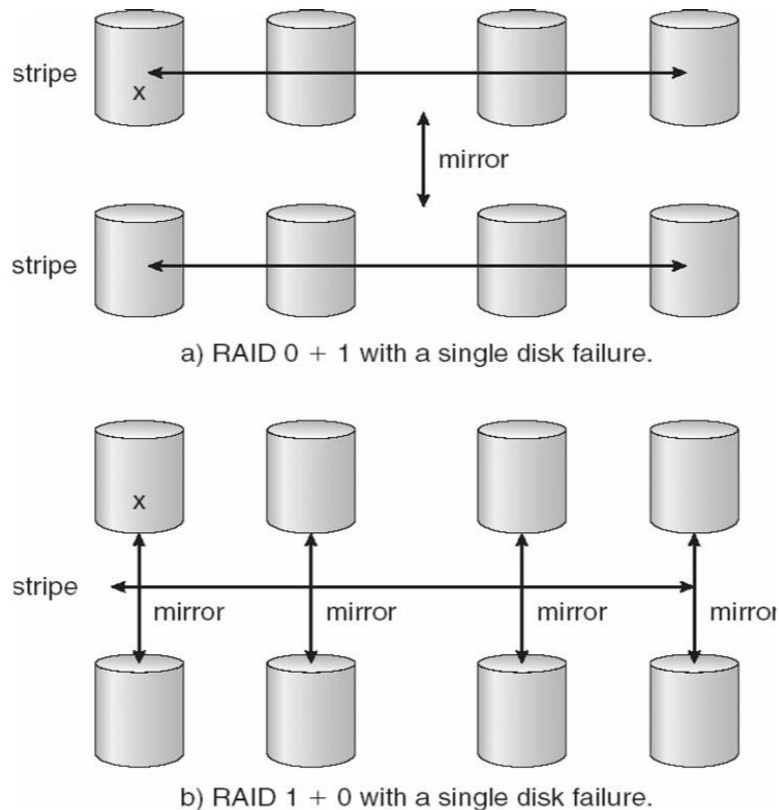 stripe
x
mirror
stripe
a) RAID 0 + 1 with a single disk failure.
x
stripe
mirror mirror mirror mirror
b) RAID 1 + 0 with a single disk failure.